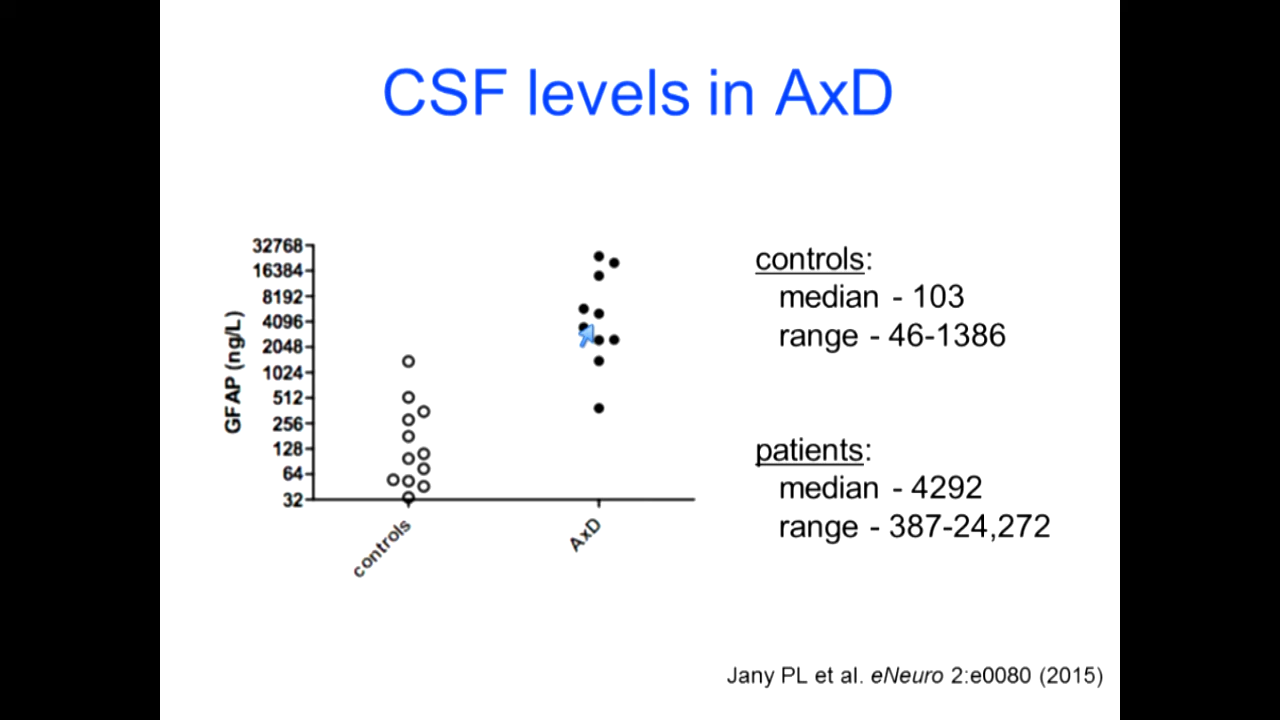 CSF levels in AxD
GFAP (ng/L)
32768
16384
8192
4096
2048
1024
512
256
128
64
32
controls
AxD
controls:
median - 103
range - 46-1386
patients:
median - 4292
range - 387-24,272
Jany PL et al. eNeuro 2:e0080 (2015)